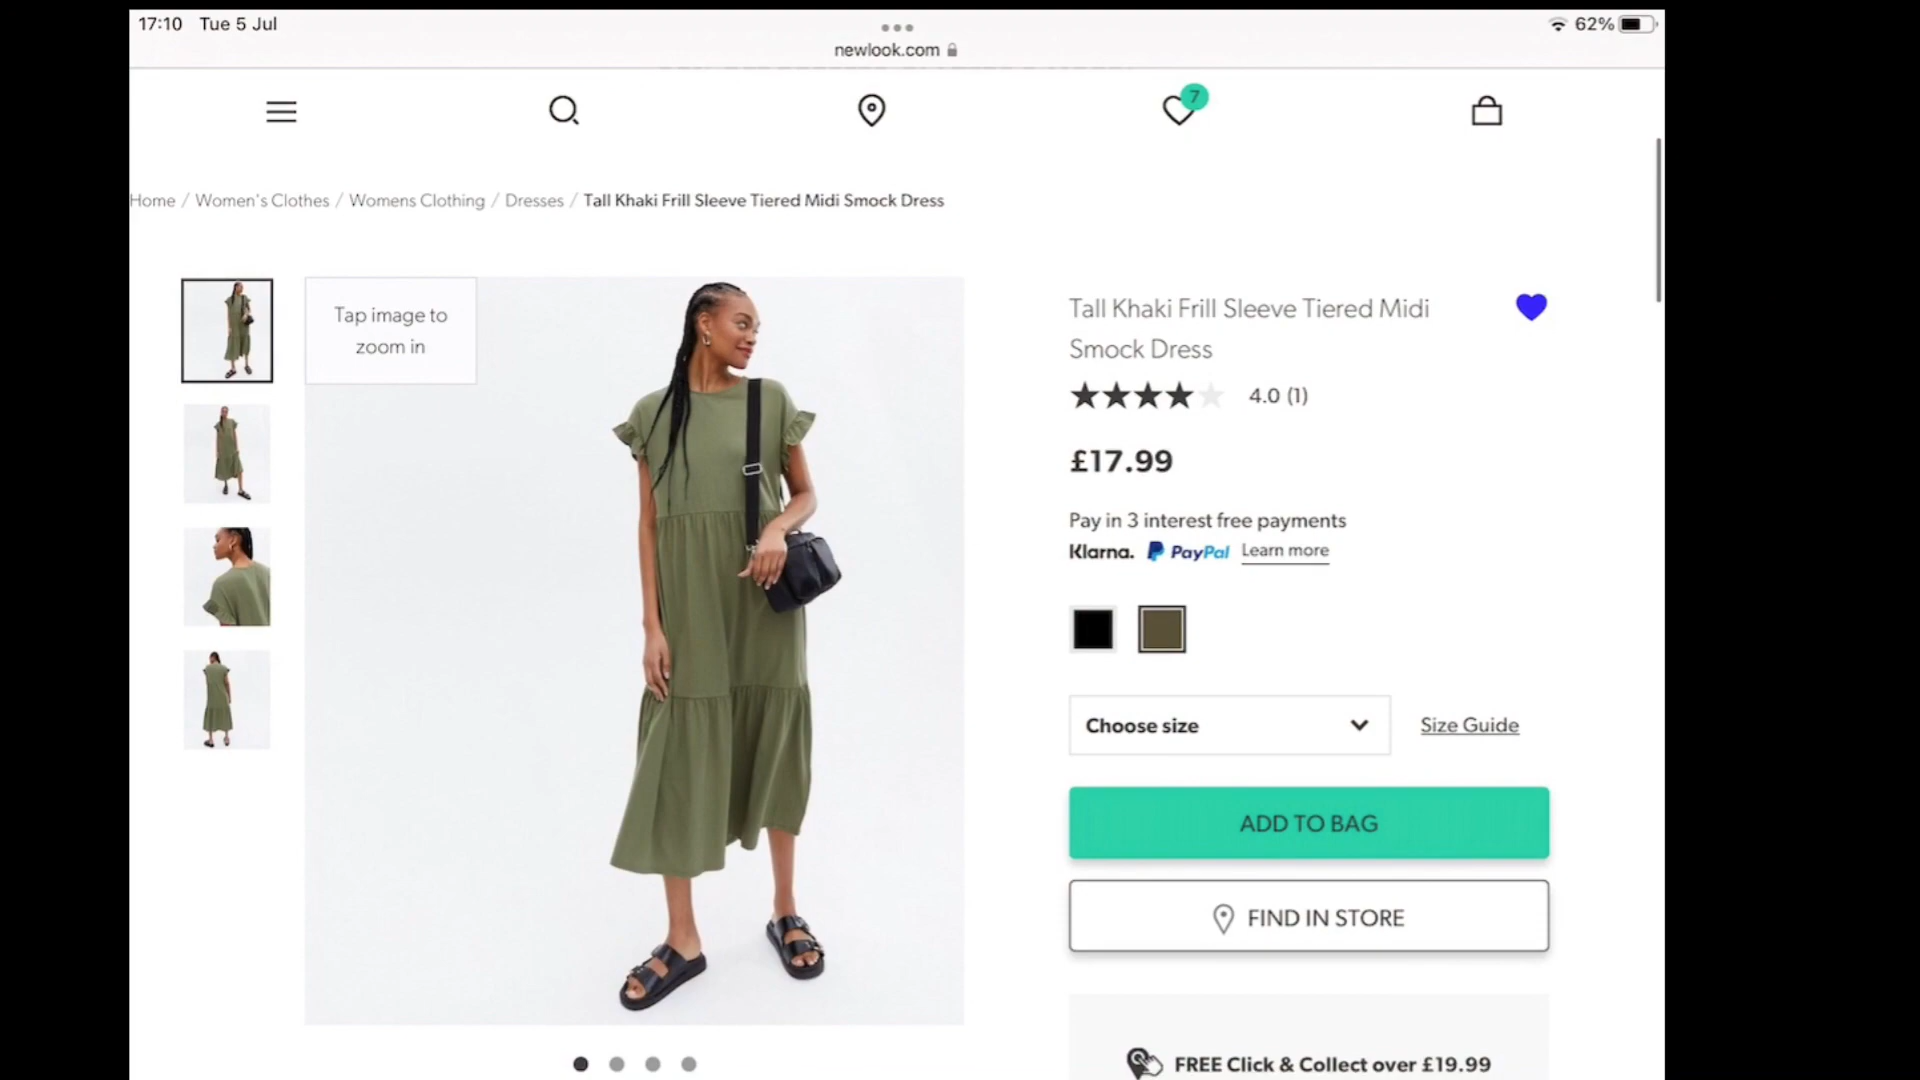 17:10 Tue 5 Jul
62%
newlook.com
7
Home / Women's Clothes / Womens Clothing / Dresses / Tall Khaki Frill Sleeve Tiered Midi Smock Dress
Tap image to
zoom in
Tall Khaki Frill Sleeve Tiered Midi
Smock Dress
4.0 (1)
£17.99
Pay in 3 interest free payments
Klarna. PayPal Learn more
Choose size
Size Guide
ADD TO BAG
FIND IN STORE
FREE Click & Collect over £19.99